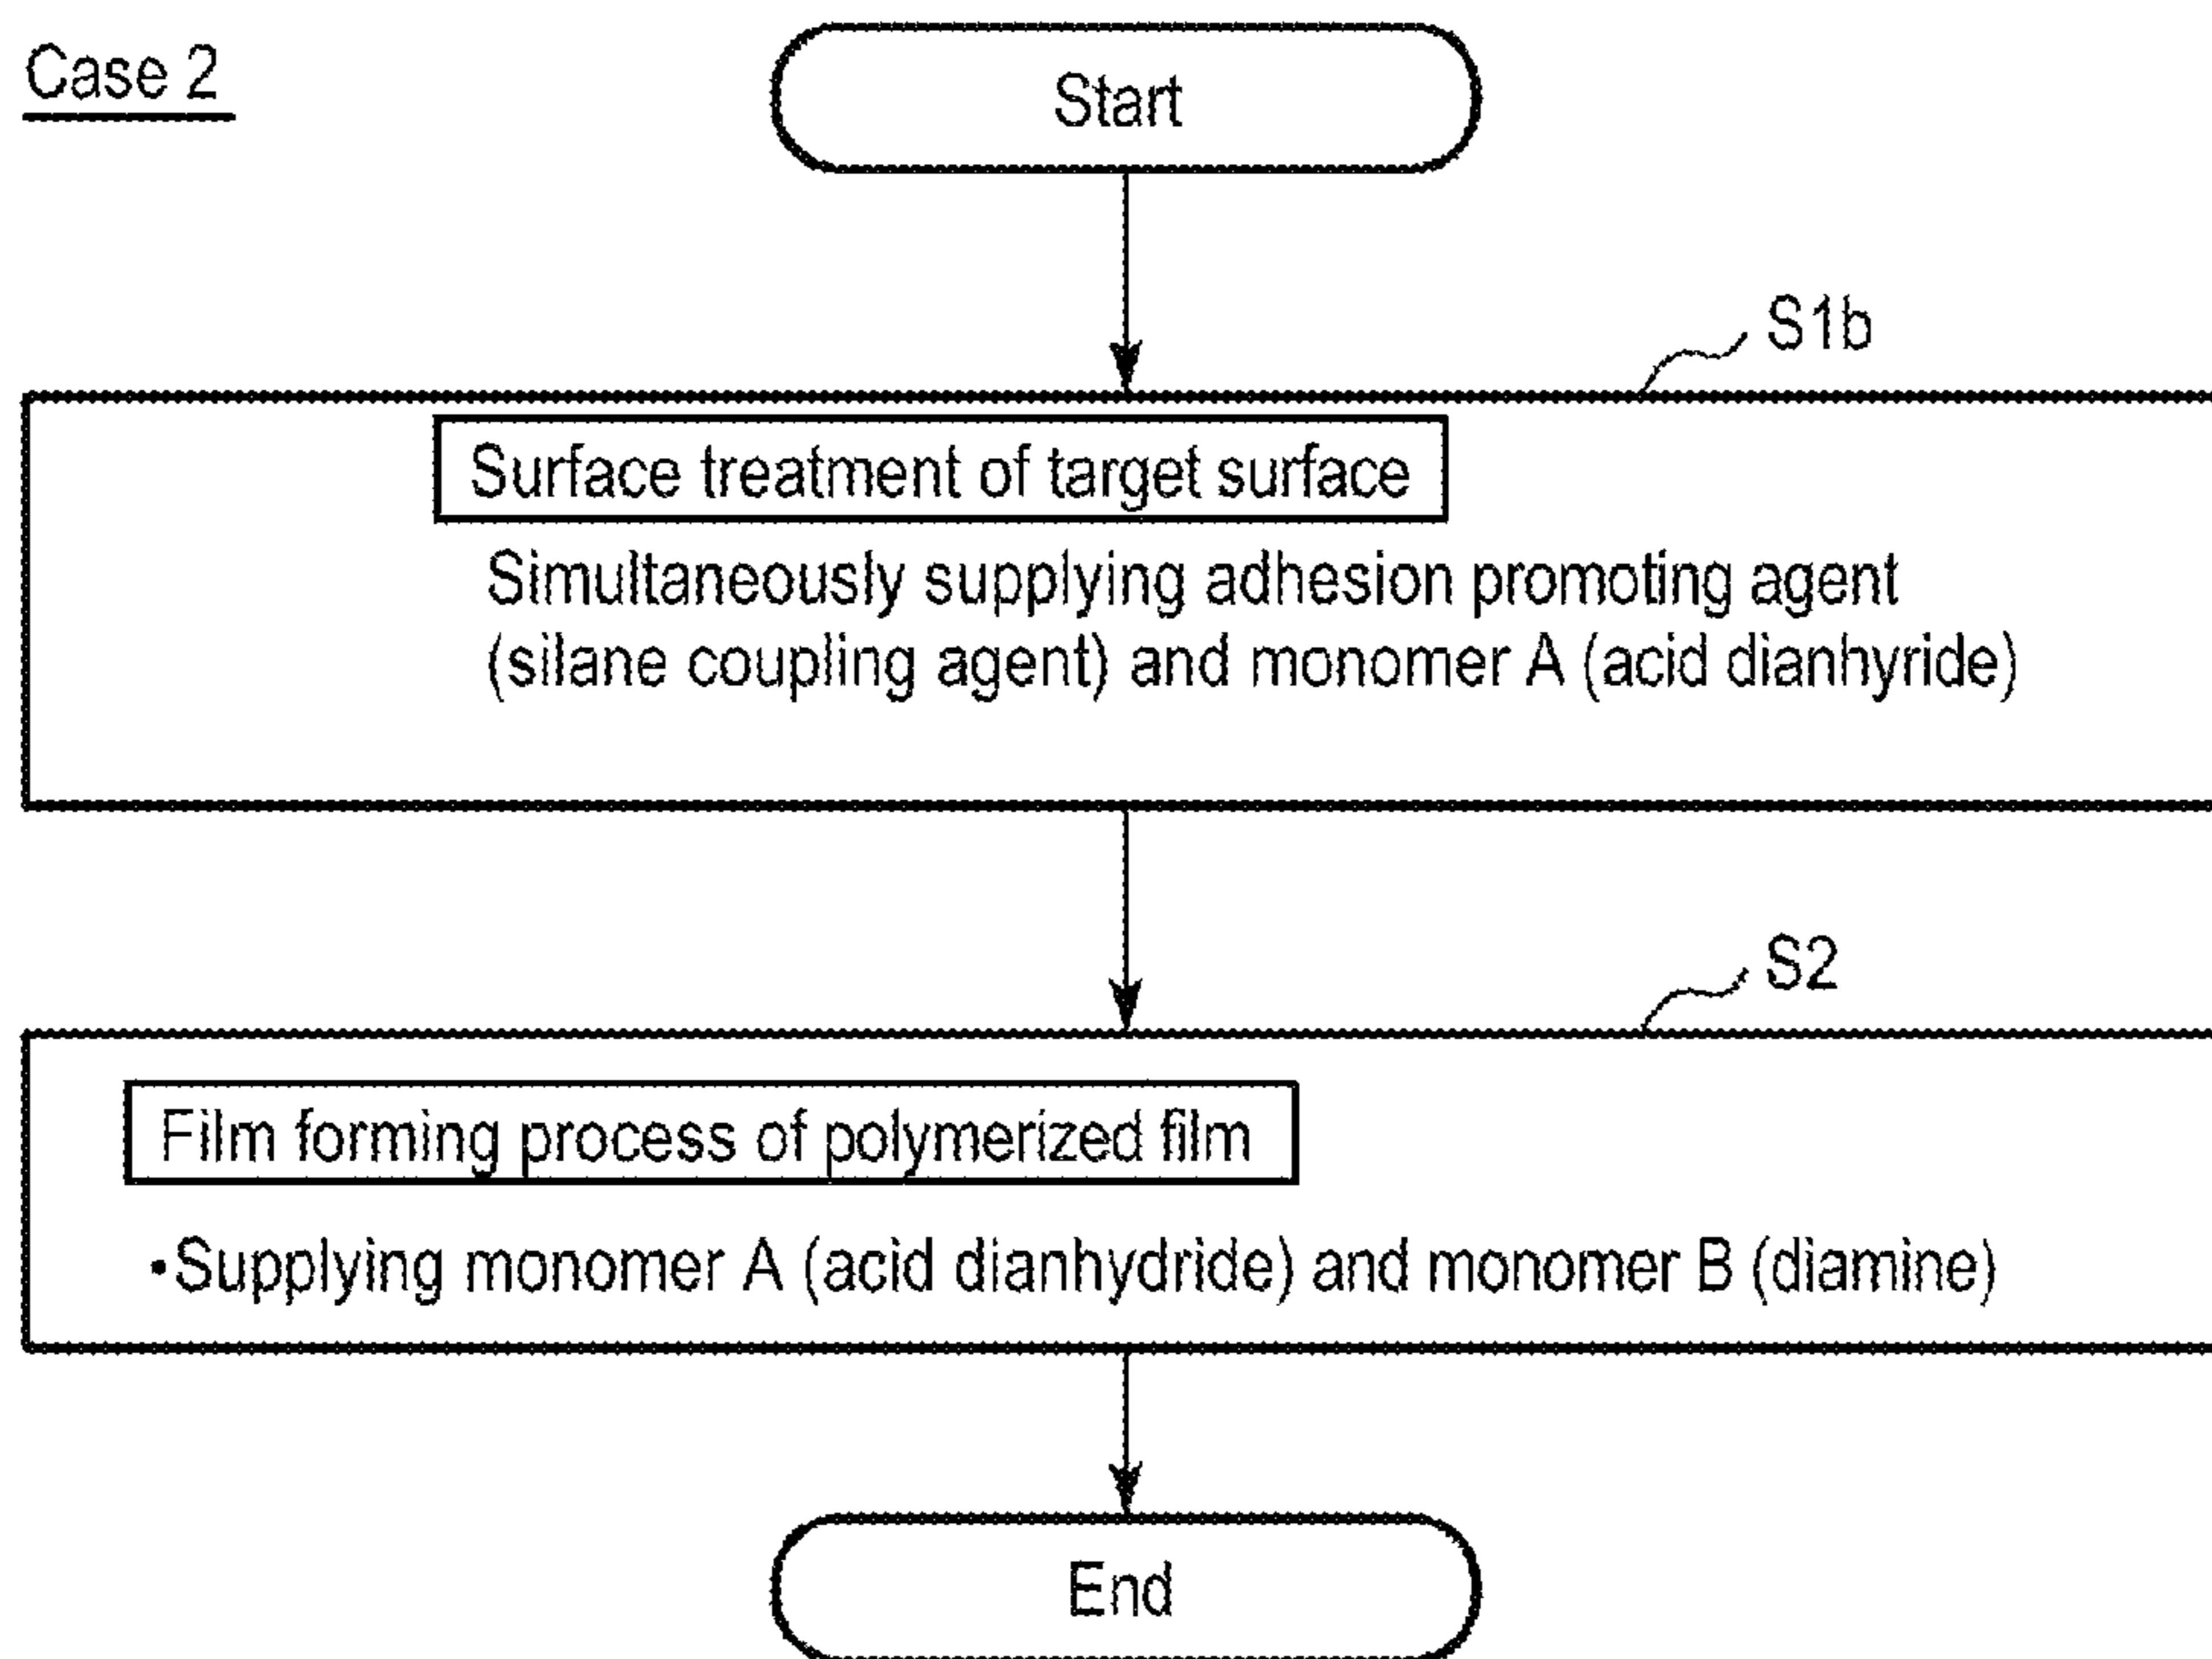 Case 2
Start
S1b
Surface treatment of target surface
Simultaneously supplying adhesion promoting agent
(silane coupling agent) and monomer A (acid dianhyride)
S2
Film forming process of polymerized film
•Supplying monomer A (acid dianhydride) and monomer B (diamine)
End